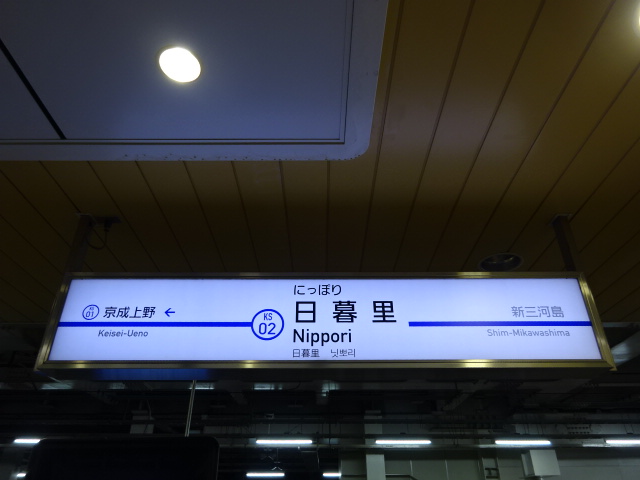 KS
01
京成上野 ←
Keisei-Ueno
KS
02
にっぽり
日暮里
Nippori
日暮里 닛뽀리
新三河島
Shim-Mikawashima